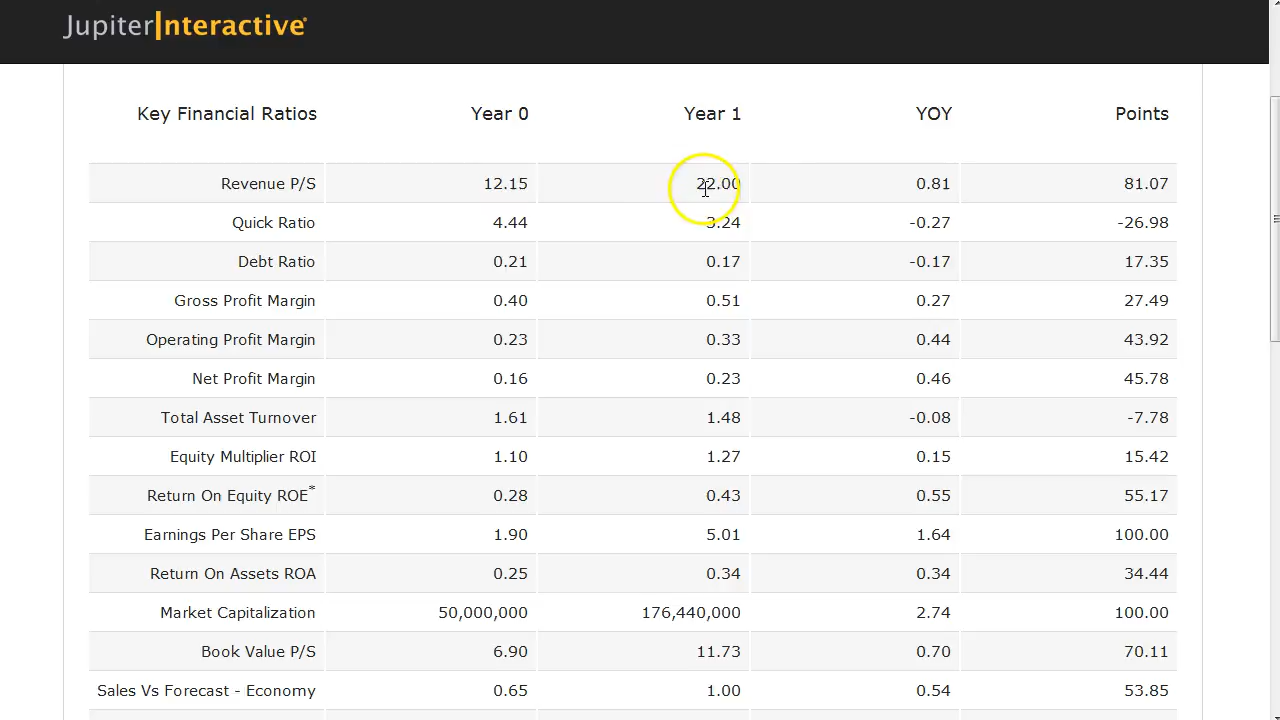 JupiterInteractive
Key Financial Ratios Year 0 Year 1 YOY Points
Revenue P/S 12.15 22.00 0.81 81.07
Quick Ratio 4.44 3.24 -0.27 -26.98
Debt Ratio 0.21 0.17 -0.17 17.35
Gross Profit Margin 0.40 0.51 0.27 27.49
Operating Profit Margin 0.23 0.33 0.44 43.92
Net Profit Margin 0.16 0.23 0.46 45.78
Total Asset Turnover 1.61 1.48 -0.08 -7.78
Equity Multiplier ROI 1.10 1.27 0.15 15.42
Return On Equity ROE* 0.28 0.43 0.55 55.17
Earnings Per Share EPS 1.90 5.01 1.64 100.00
Return On Assets ROA 0.25 0.34 0.34 34.44
Market Capitalization 50,000,000 176,440,000 2.74 100.00
Book Value P/S 6.90 11.73 0.70 70.11
Sales Vs Forecast - Economy 0.65 1.00 0.54 53.85